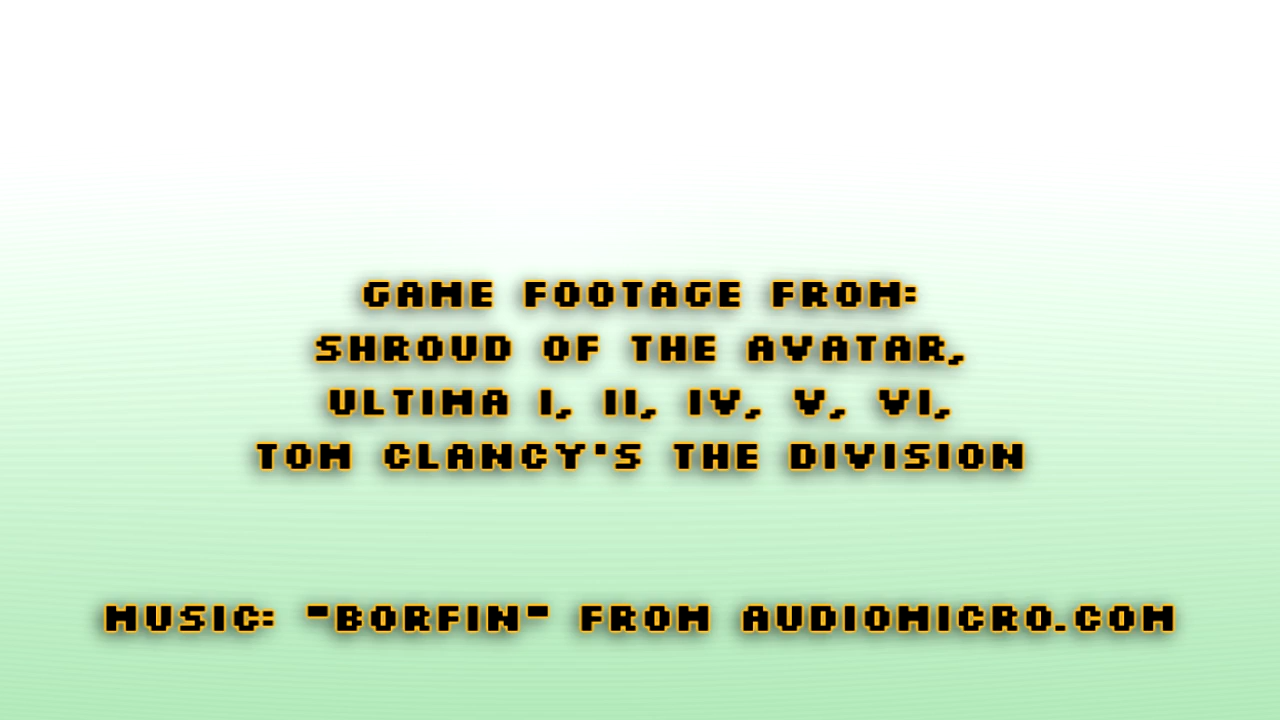 GAME FOOTAGE FROM:
SHROUD OF THE AVATAR,
ULTIMA I, II, IV, V, VI,
TOM CLANCY'S THE DIVISION
MUSIC: "BORFIN" FROM AUDIOMICRO.COM